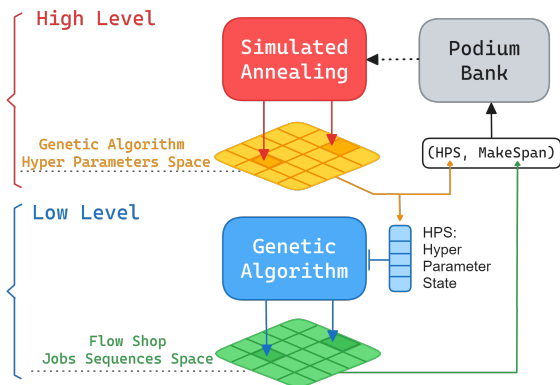 High Level
Simulated
Annealing
Podium
Bank
Genetic Algorithm
Hyper Parameters Space
(HPS, MakeSpan)
Low Level
Genetic
Algorithm
HPS:
Hyper
Parameter
State
Flow Shop
Jobs Sequences Space